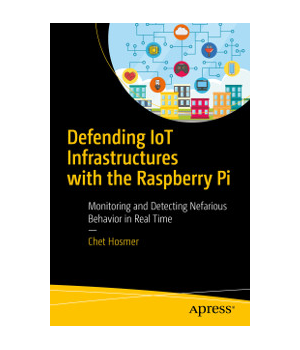 Defending IoT
Infrastructures
with the Raspberry Pi
Monitoring and Detecting Nefarious
Behavior in Real Time
—
Chet Hosmer
Apress®